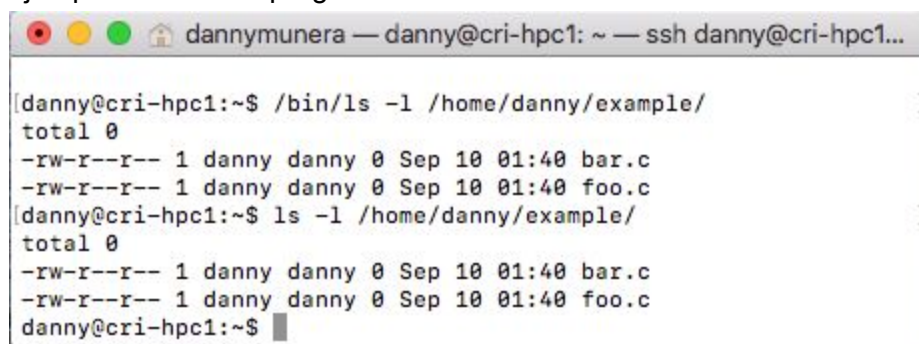 dannymunera — danny@cri-hpc1: ~ — ssh danny@cri-hpc1...
[danny@cri-hpc1:~$ /bin/ls -l /home/danny/example/
total 0
-rw-r--r-- 1 danny danny 0 Sep 10 01:40 bar.c
-rw-r--r-- 1 danny danny 0 Sep 10 01:40 foo.c
[danny@cri-hpc1:~$ ls -l /home/danny/example/
total 0
-rw-r--r-- 1 danny danny 0 Sep 10 01:40 bar.c
-rw-r--r-- 1 danny danny 0 Sep 10 01:40 foo.c
danny@cri-hpc1:~$